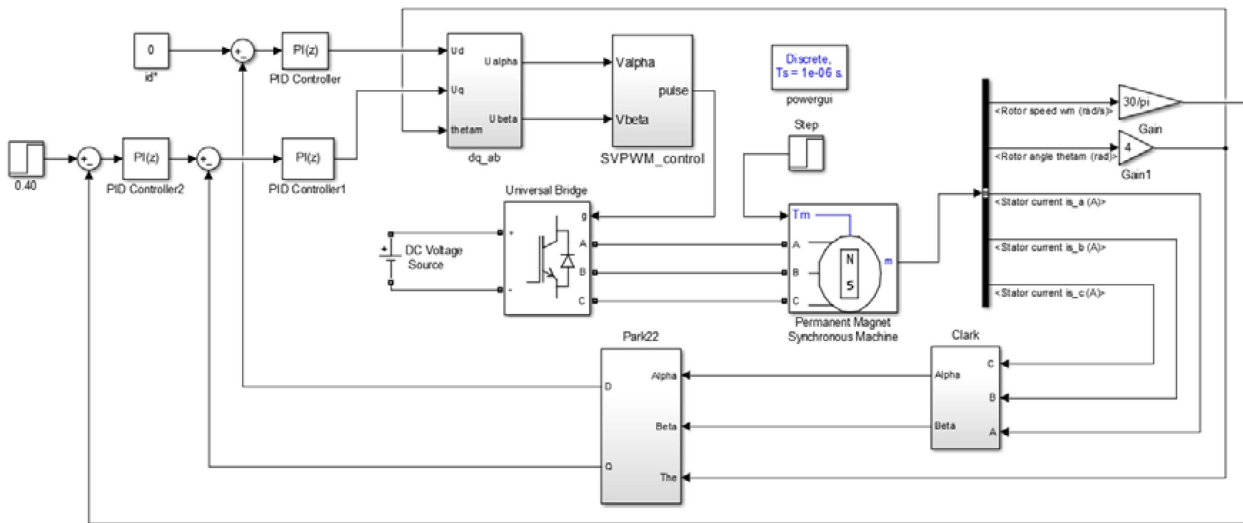 0
id*
+_
PI(z)
PID Controller
Ud
Uq
thetam
Ualpha
Ubeta
dq_ab
Valpha
Vbeta
pulse
SVPWM_control
Discrete,
Ts = 1e-06 s.
powergui
Step
0.40
+_
PI(z)
PID Controller2
+_
PI(z)
PID Controller1
<Rotor speed wm (rad/s)>
30/pi
Gain
<Rotor angle thetam (rad)>
4
Gain1
<Stator current is_a (A)>
<Stator current is_b (A)>
<Stator current is_c (A)>
Universal Bridge
g
+
-
A
B
C
+
DC Voltage
Source
Tm
A
B
C
N
S
m
Permanent Magnet
Synchronous Machine
Park22
D
Q
Alpha
Beta
The
Clark
Alpha
Beta
C
B
A